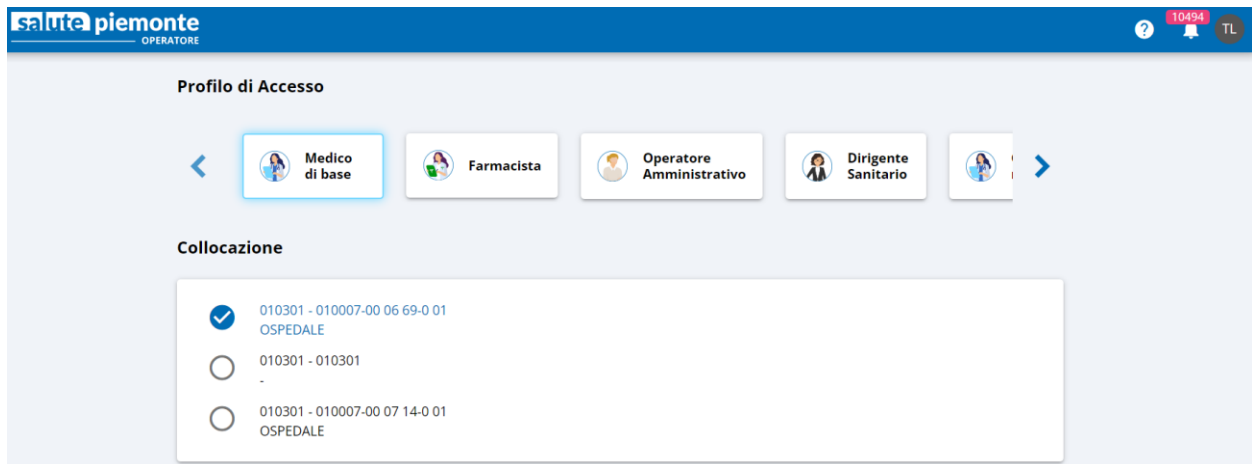 salute piemonte
OPERATORE
10494
TL
Profilo di Accesso
Medico
di base
Farmacista
Operatore
Amministrativo
Dirigente
Sanitario
Collocazione
010301 - 010007-00 06 69-0 01
OSPEDALE
010301 - 010301
-
010301 - 010007-00 07 14-0 01
OSPEDALE